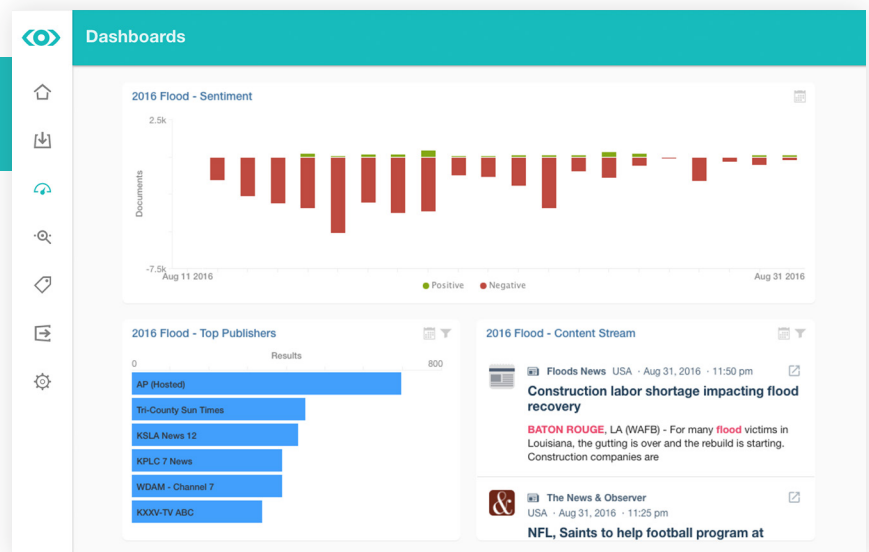 Dashboards
2016 Flood - Sentiment
2.5k
Documents
-7.5k
Aug 11 2016
Aug 31 2016
Positive
Negative
2016 Flood - Top Publishers
Results
0
800
AP (Hosted)
Tri-County Sun Times
KSLA News 12
KPLC 7 News
WDAM - Channel 7
KXXV-TV ABC
2016 Flood - Content Stream
Floods News USA · Aug 31, 2016 · 11:50 pm
Construction labor shortage impacting flood
recovery
BATON ROUGE, LA (WAFB) - For many flood victims in
Louisiana, the gutting is over and the rebuild is starting.
Construction companies are
&
The News & Observer
USA · Aug 31, 2016 · 11:25 pm
NFL, Saints to help football program at